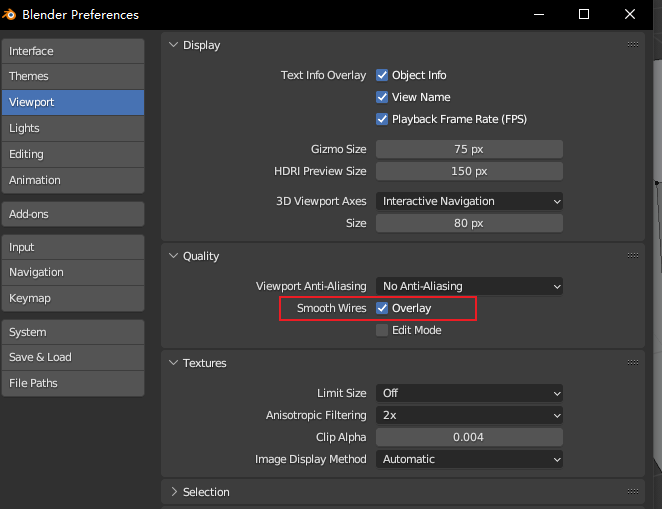 Blender Preferences
Interface
Themes
Viewport
Lights
Editing
Animation
Add-ons
Input
Navigation
Keymap
System
Save & Load
File Paths
Display
Text Info Overlay Object Info
View Name
Playback Frame Rate (FPS)
Gizmo Size 75 px
HDRI Preview Size 150 px
3D Viewport Axes Interactive Navigation
Size 80 px
Quality
Viewport Anti-Aliasing No Anti-Aliasing
Smooth Wires Overlay
Edit Mode
Textures
Limit Size Off
Anisotropic Filtering 2x
Clip Alpha 0.004
Image Display Method Automatic
Selection